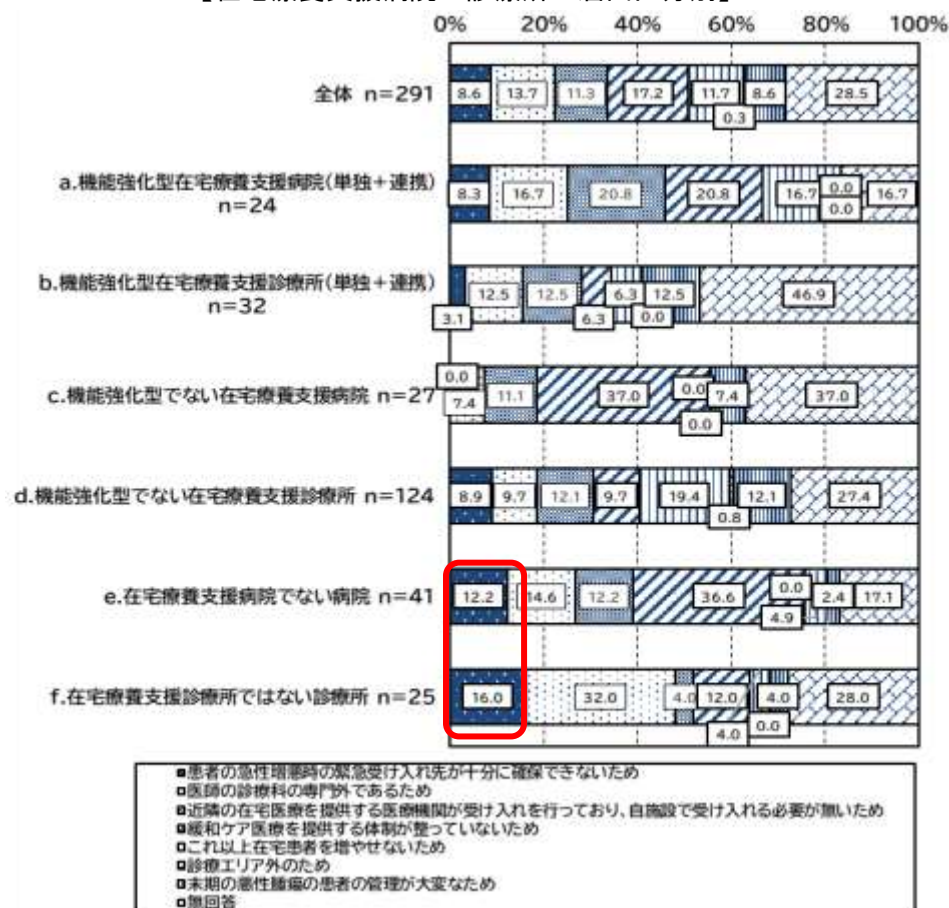 0% 20% 40% 60% 80% 100%
全体 n=291
8.6 13.7 11.3 17.2 11.7 0.3 8.6 28.5
a.機能強化型在宅療養支援病院(単独+連携)
n=24
8.3 16.7 20.8 20.8 16.7 0.0 0.0 16.7
b.機能強化型在宅療養支援診療所(単独+連携)
n=32
3.1 12.5 12.5 6.3 6.3 0.0 12.5 46.9
c.機能強化型でない在宅療養支援病院 n=27
0.0 7.4 11.1 37.0 0.0 0.0 7.4 37.0
d.機能強化型でない在宅療養支援診療所 n=124
8.9 9.7 12.1 9.7 19.4 0.8 12.1 27.4
e.在宅療養支援病院でない病院 n=41
12.2 14.6 12.2 36.6 4.9 0.0 2.4 17.1
f.在宅療養支援診療所ではない診療所 n=25
16.0 32.0 4.0 12.0 4.0 0.0 4.0 28.0
患者の急性増悪時の緊急受け入れ先が十分に確保できないため
医師の診療科の専門外であるため
近隣の在宅医療を提供する医療機関が受け入れを行っており、自施設で受け入れる必要が無いため
緩和ケア医療を提供する体制が整っていないため
これ以上在宅患者を増やせないため
診療エリア外のため
末期の悪性腫瘍の患者の管理が大変なため
無回答